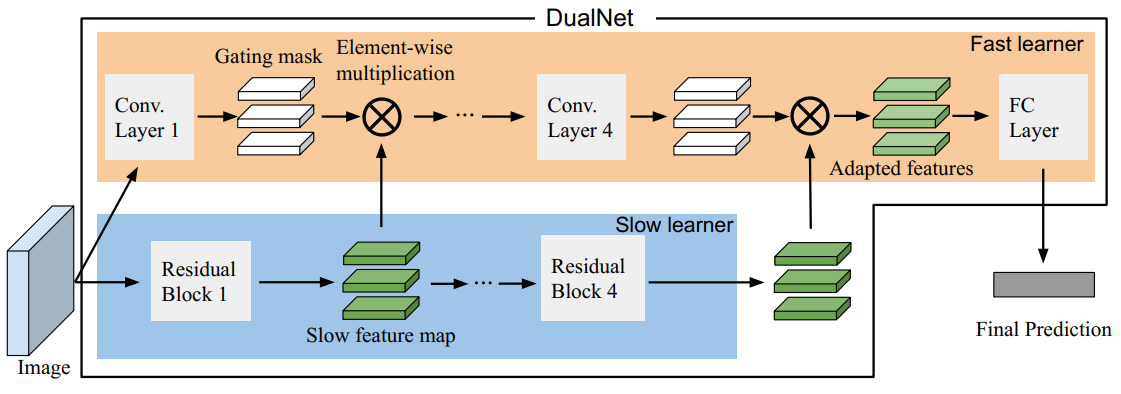 DualNet
Fast learner
Gating mask
Element-wise
multiplication
Conv.
Layer 1
...
Conv.
Layer 4
FC
Layer
Adapted features
Slow learner
Residual
Block 1
...
Residual
Block 4
Slow feature map
Image
Final Prediction